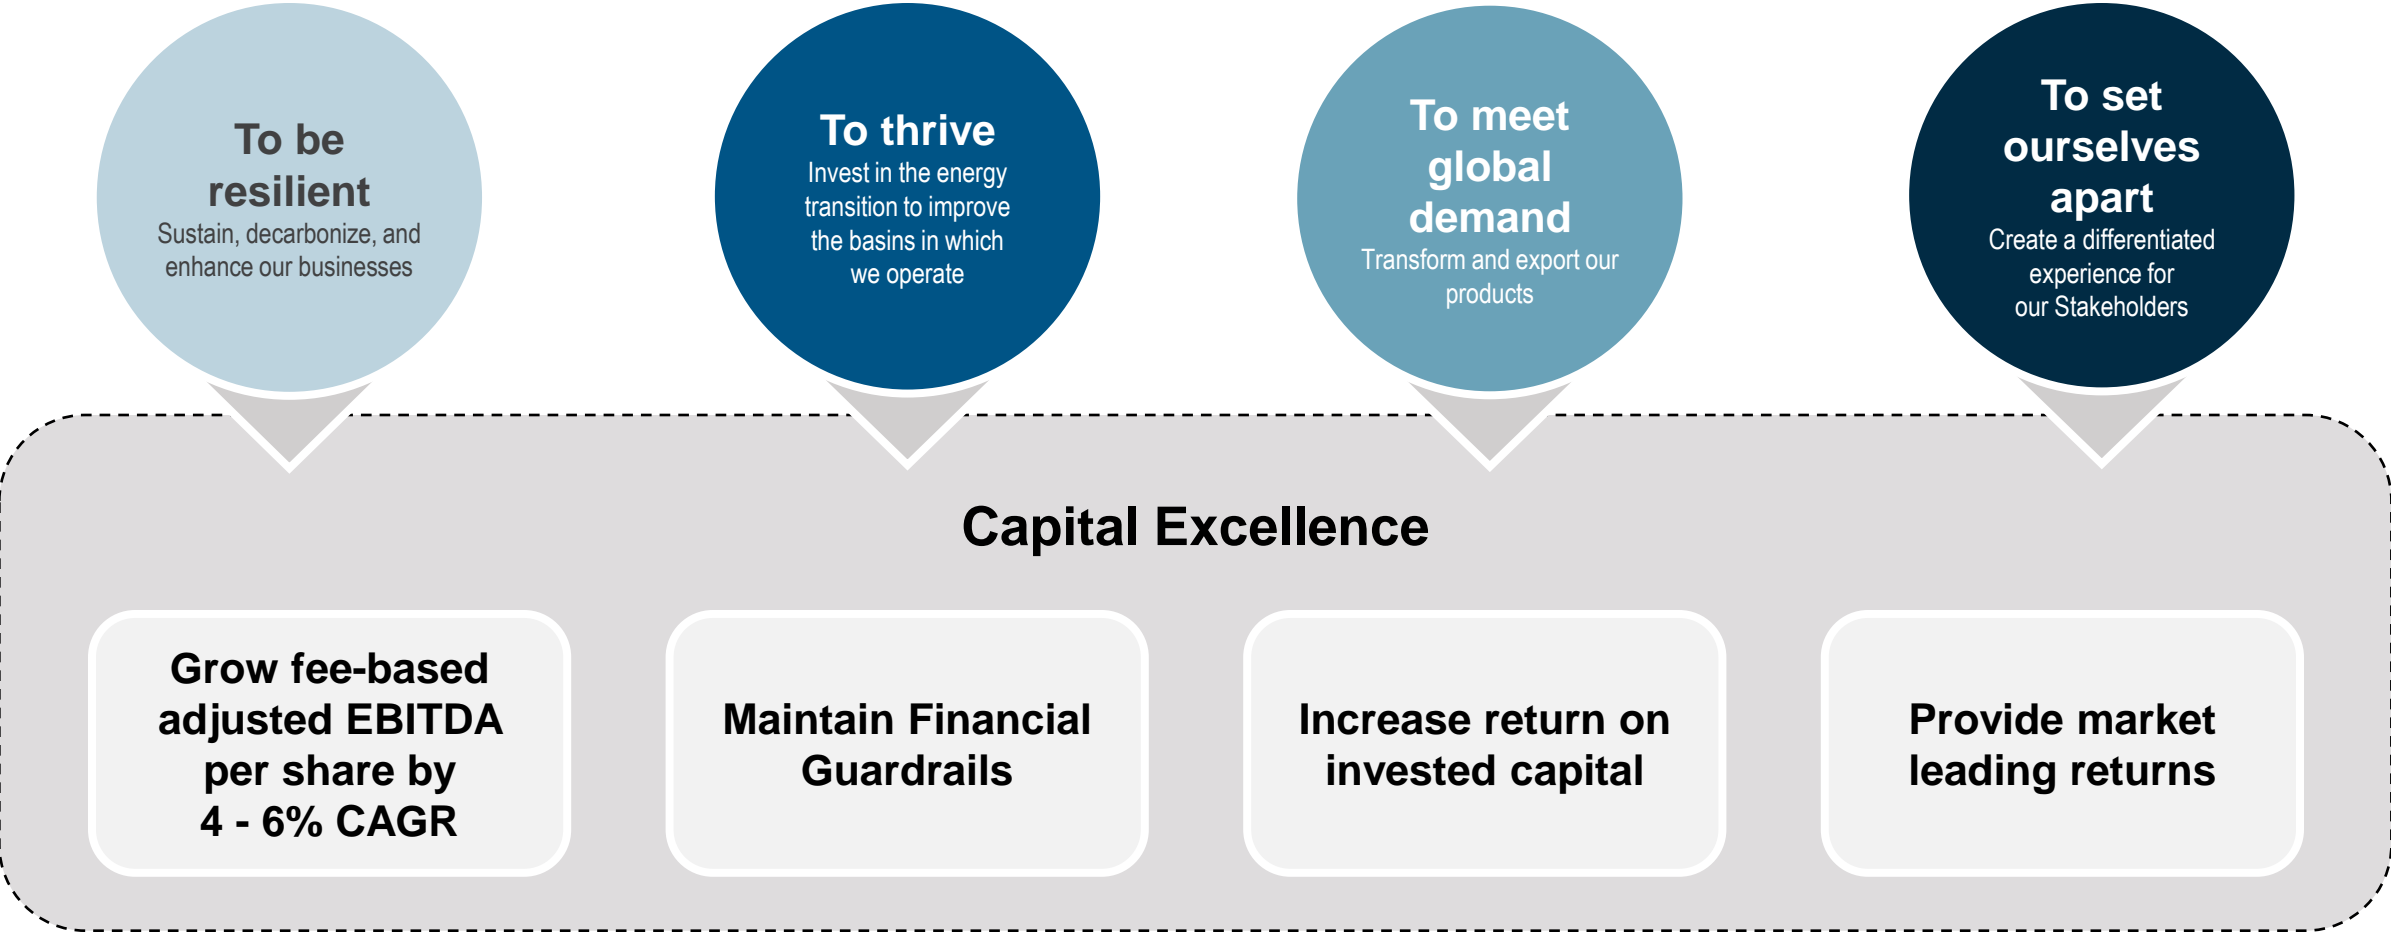 To be
resilient
Sustain, decarbonize, and
enhance our businesses
To thrive
Invest in the energy
transition to improve
the basins in which
we operate
To meet
global
demand
Transform and export our
products
To set
ourselves
apart
Create a differentiated
experience for
our Stakeholders
Capital Excellence
Grow fee-based
adjusted EBITDA
per share by
4 - 6% CAGR
Maintain Financial
Guardrails
Increase return on
invested capital
Provide market
leading returns